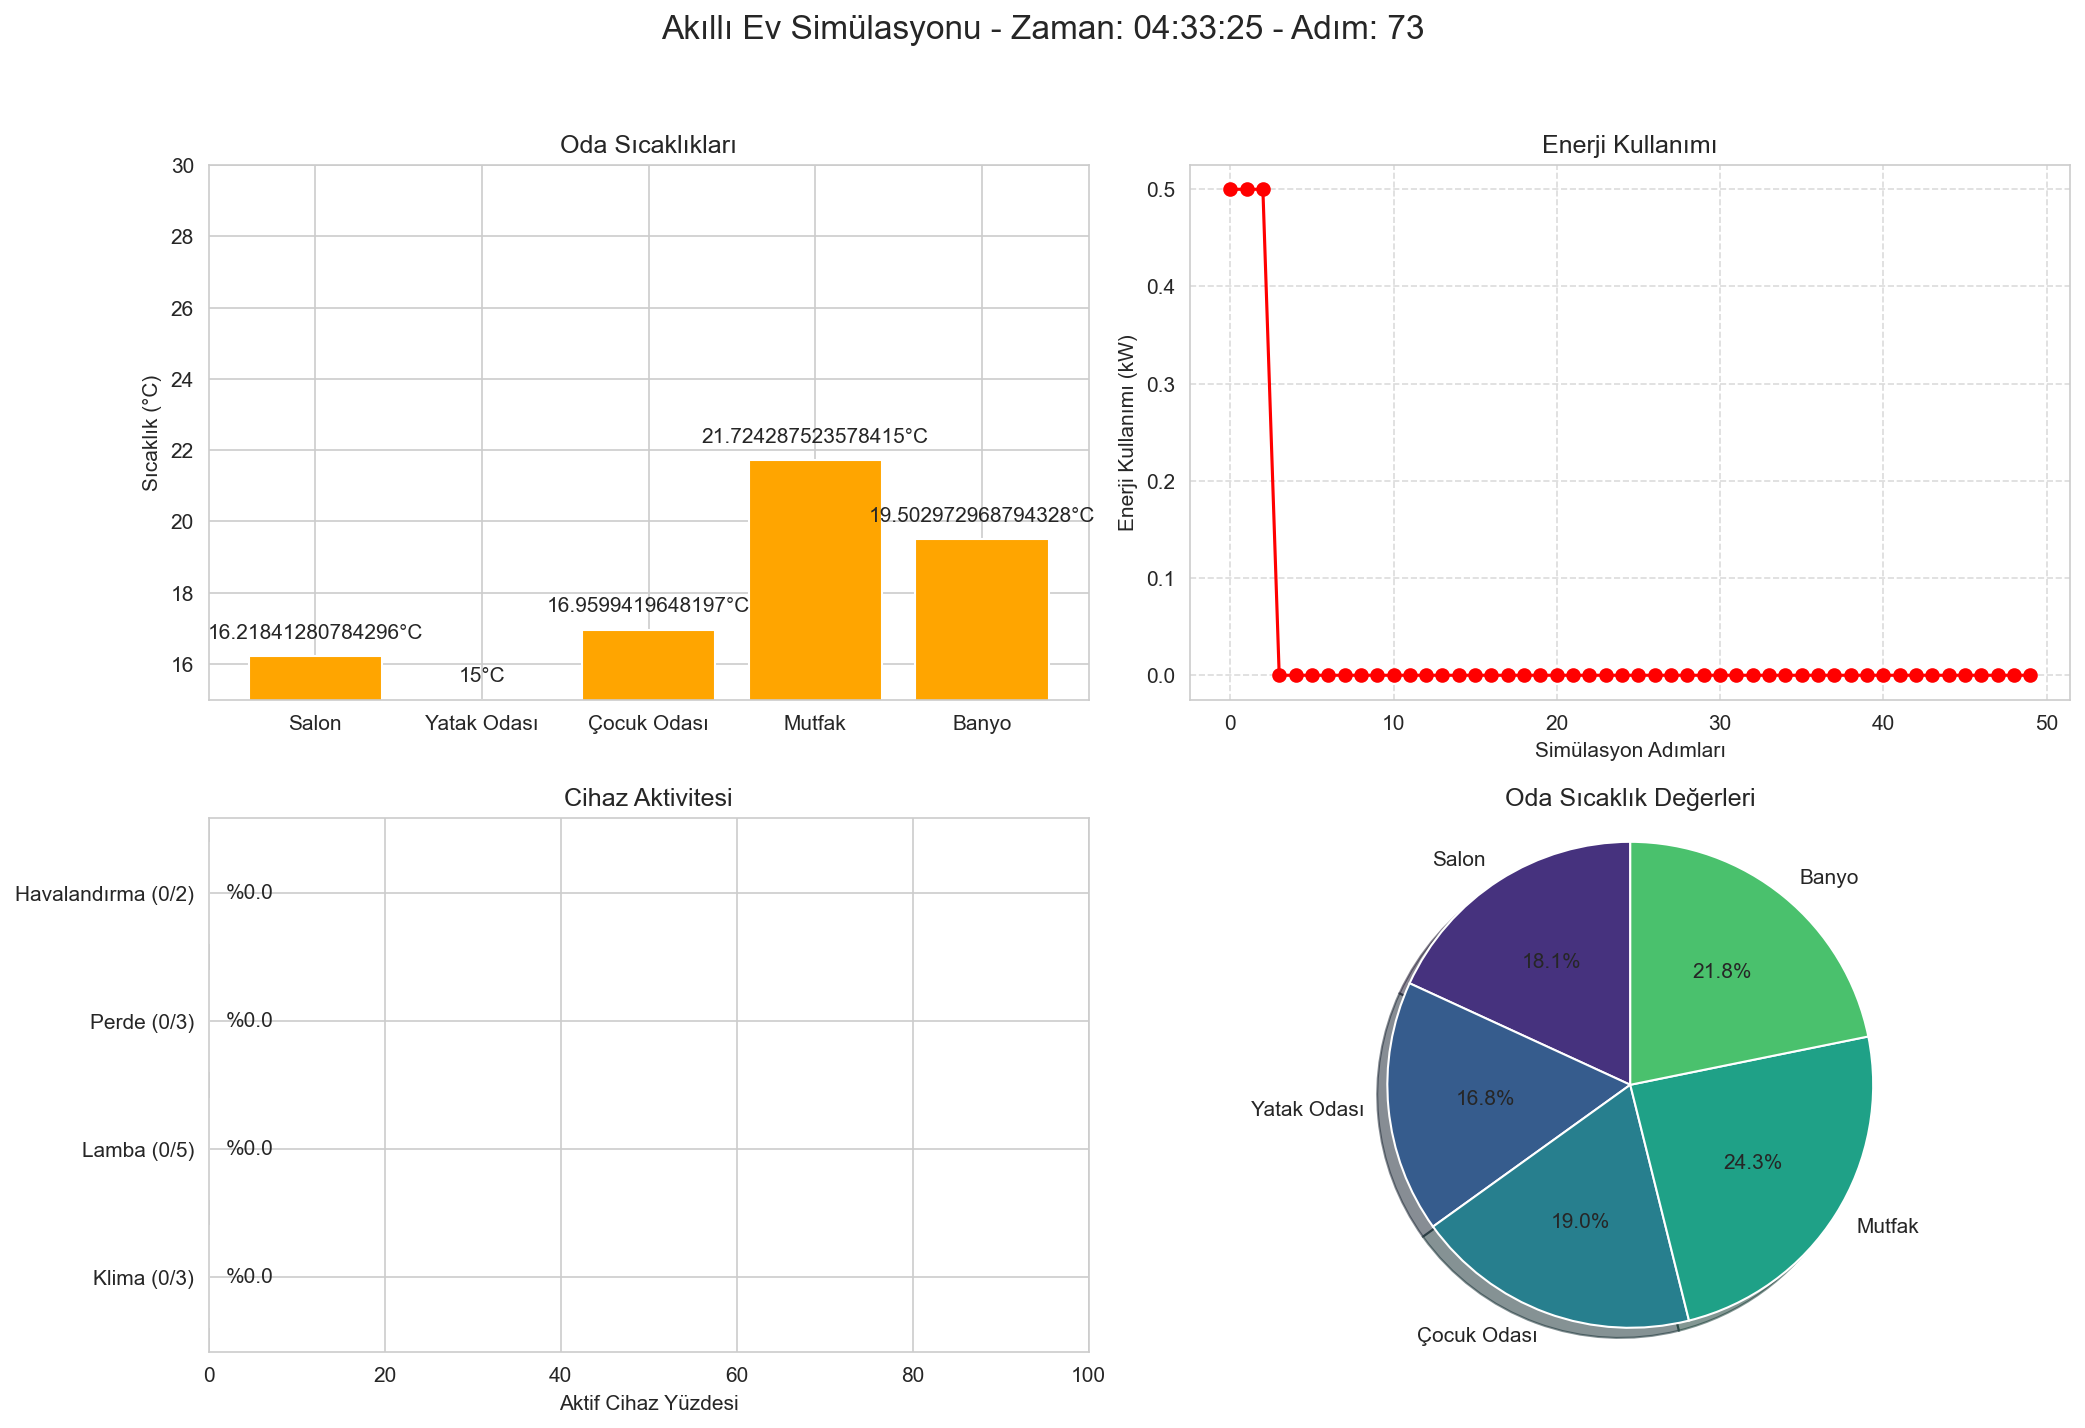 Akıllı Ev Simülasyonu - Zaman: 04:33:25 - Adım: 73
Oda Sıcaklıkları
Sıcaklık (°C)
30
28
26
24
22
20
18
16
16.21841280784296°C
15°C
16.9599419648197°C
21.724287523578415°C
19.502972968794328°C
Salon
Yatak Odası
Çocuk Odası
Mutfak
Banyo
Enerji Kullanımı
Enerji Kullanımı (kW)
0.5
0.4
0.3
0.2
0.1
0.0
0
10
20
30
40
50
Simülasyon Adımları
Cihaz Aktivitesi
Havalandırma (0/2)
%0.0
Perde (0/3)
%0.0
Lamba (0/5)
%0.0
Klima (0/3)
%0.0
0
20
40
60
80
100
Aktif Cihaz Yüzdesi
Oda Sıcaklık Değerleri
Salon
18.1%
Yatak Odası
16.8%
Çocuk Odası
19.0%
Mutfak
24.3%
Banyo
21.8%